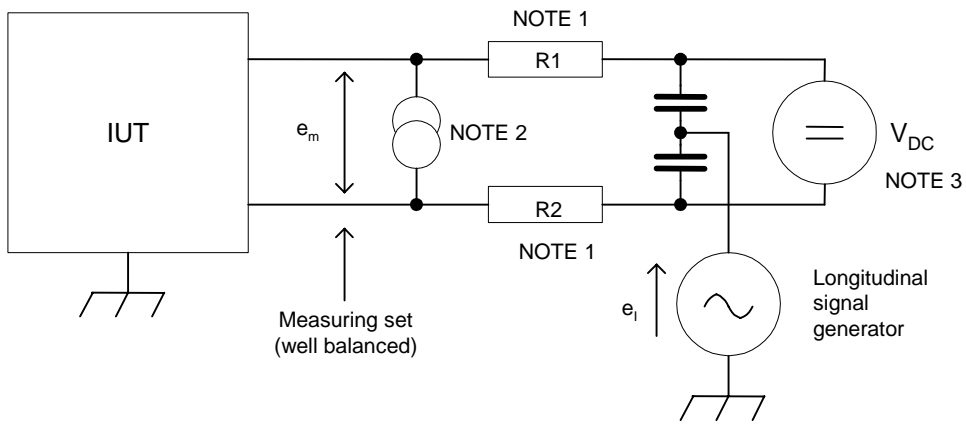 NOTE 1
R1
IUT
e_m
NOTE 2
V_DC
NOTE 3
R2
NOTE 1
Measuring set
(well balanced)
e_l
Longitudinal
signal
generator